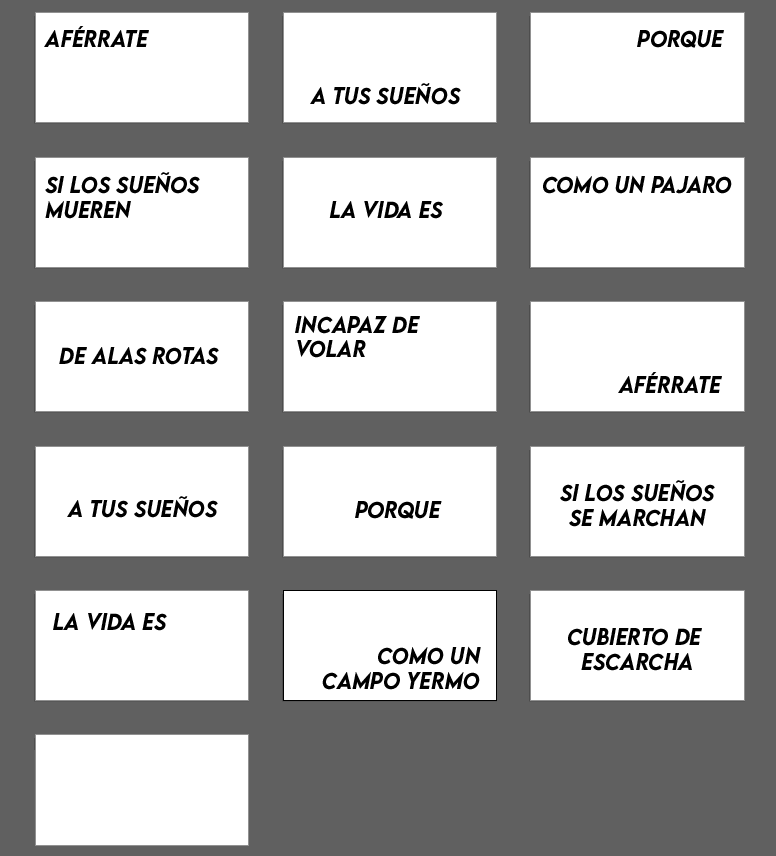 AFÉRRATE
A TUS SUEÑOS
PORQUE
SI LOS SUEÑOS
MUEREN
LA VIDA ES
COMO UN PAJARO
DE ALAS ROTAS
INCAPAZ DE
VOLAR
AFÉRRATE
A TUS SUEÑOS
PORQUE
SI LOS SUEÑOS
SE MARCHAN
LA VIDA ES
COMO UN
CAMPO YERMO
CUBIERTO DE
ESCARCHA